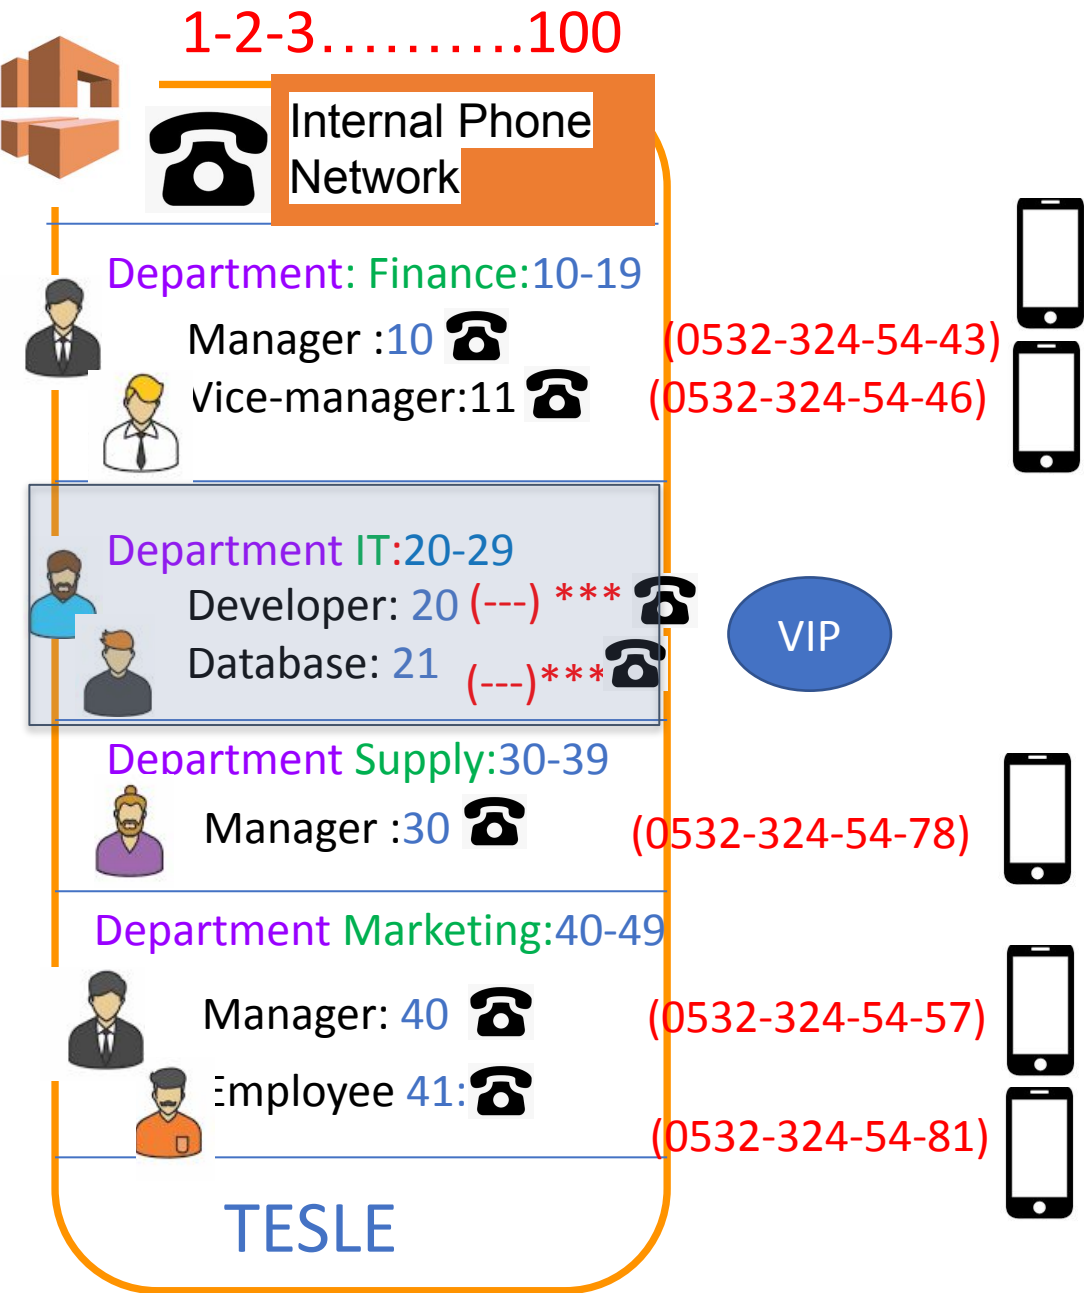 1-2-3……….100
Internal Phone
Network
Department: Finance:10-19
Manager :10 (0532-324-54-43)
Vice-manager:11 (0532-324-54-46)
Department IT:20-29
Developer: 20 (---) ***
Database: 21 (---)***
VIP
Department Supply:30-39
Manager :30 (0532-324-54-78)
Department Marketing:40-49
Manager: 40 (0532-324-54-57)
Employee 41:
(0532-324-54-81)
TESLE